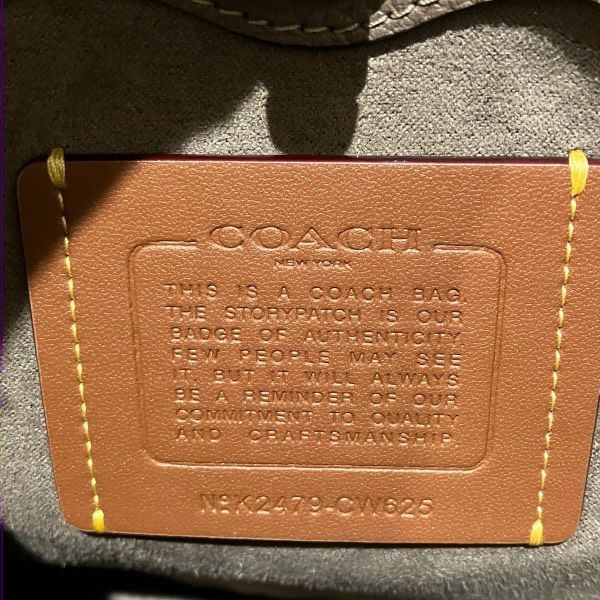 COACH
NEW YORK
THIS IS A COACH BAG.
THE STORYPATCH IS OUR
BADGE OF AUTHENTICITY
FEW PEOPLE MAY SEE
IT, BUT IT WILL ALWAYS
BE A REMINDER OF OUR
COMMITMENT TO QUALITY
AND CRAFTSMANSHIP.
Nº K2479-CW625